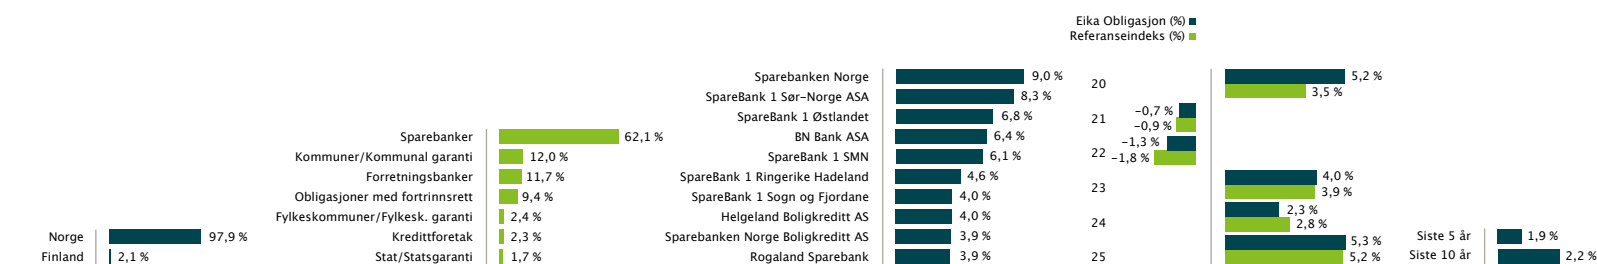 Eika Obligasjon (%)
Referanseindeks (%)
Norge 97,9 %
Finland 2,1 %
Sparebanker 62,1 %
Kommuner/Kommunal garanti 12,0 %
Forretningsbanker 11,7 %
Obligasjoner med fortrinnsrett 9,4 %
Fylkeskommuner/Fylkesk. garanti 2,4 %
Kredittforetak 2,3 %
Stat/Statsgaranti 1,7 %
Sparebanken Norge 9,0 %
SpareBank 1 Sør-Norge ASA 8,3 %
SpareBank 1 Østlandet 6,8 %
BN Bank ASA 6,4 %
SpareBank 1 SMN 6,1 %
SpareBank 1 Ringerike Hadeland 4,6 %
SpareBank 1 Sogn og Fjordane 4,0 %
Helgeland Boligkreditt AS 4,0 %
Sparebanken Norge Boligkreditt AS 3,9 %
Rogaland Sparebank 3,9 %
20 5,2 %
3,5 %
21 −0,7 %
−0,9 %
22 −1,3 %
−1,8 %
23 4,0 %
3,9 %
24 2,3 %
2,8 %
25 5,3 %
5,2 %
Siste 5 år 1,9 %
Siste 10 år 2,2 %